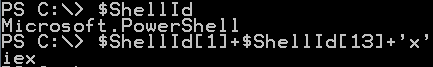 PS C:\> $ShellId
Microsoft.PowerShell
PS C:\> $ShellId[1]+$ShellId[13]+'x'
iex